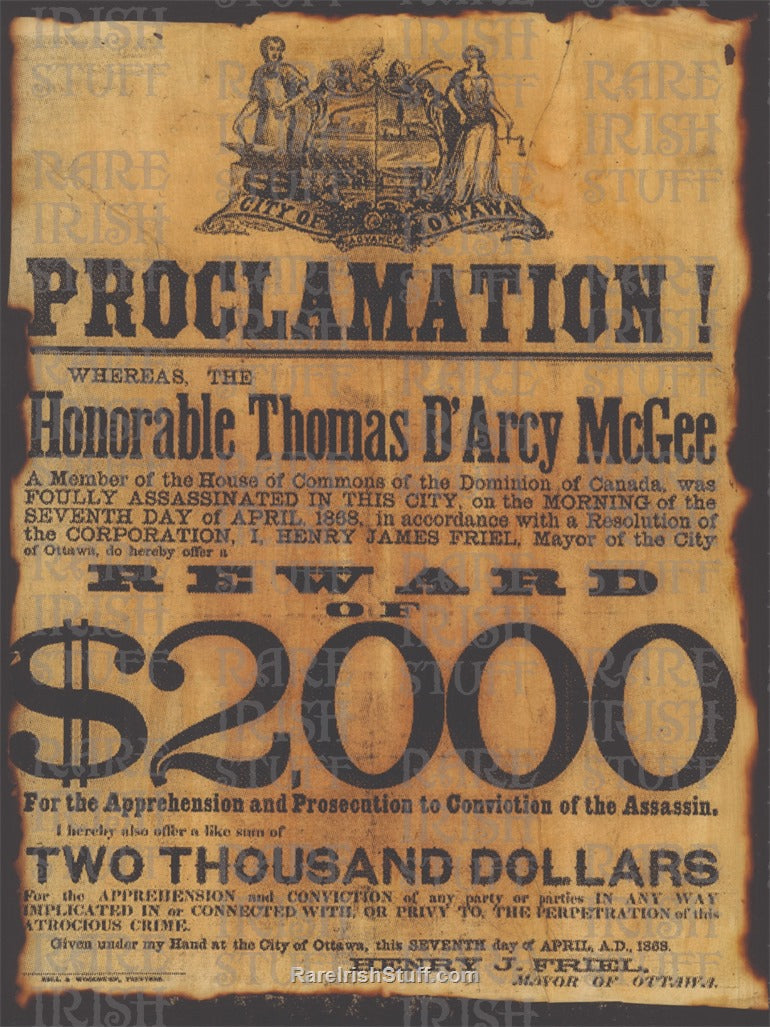 CITY OF OTTAWA
ADVANCE
PROCLAMATION!
WHEREAS, THE
Honorable Thomas D'Arcy McGee
A Member of the House of Commons of the Dominion of Canada, was
FOULLY ASSASSINATED IN THIS CITY, on the MORNING of the
SEVENTH DAY of APRIL, 1868, in accordance with a Resolution of
the CORPORATION, I, HENRY JAMES FRIEL, Mayor of the City
of Ottawa, do hereby offer a
REWARD
OF
$2,000
For the Apprehension and Prosecution to Conviction of the Assassin.
I hereby also offer a like sum of
TWO THOUSAND DOLLARS
For the APPREHENSION and CONVICTION of any party or parties IN ANY WAY
IMPLICATED IN or CONNECTED WITH, OR PRIVY TO, THE PERPETRATION of this
ATROCIOUS CRIME.
Given under my Hand at the City of Ottawa, this SEVENTH day of APRIL, A.D., 1868.
HENRY J. FRIEL,
MAYOR OF OTTAWA.
BELL & WOODBURN, PRINTERS.
RareIrishStuff.com
RARE IRISH STUFF